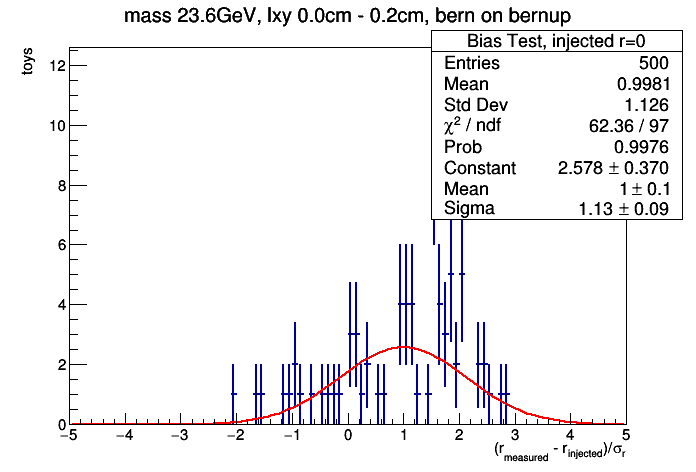 mass 23.6GeV, lxy 0.0cm - 0.2cm, bern on bernup
Bias Test, injected r=0
Entries 500
Mean 0.9981
Std Dev 1.126
χ² / ndf 62.36 / 97
Prob 0.9976
Constant 2.578 ± 0.370
Mean 1 ± 0.1
Sigma 1.13 ± 0.09
toys
12
10
8
6
4
2
0
−5 −4 −3 −2 −1 0 1 2 3 4 5
(r_measured - r_injected)/σ_r